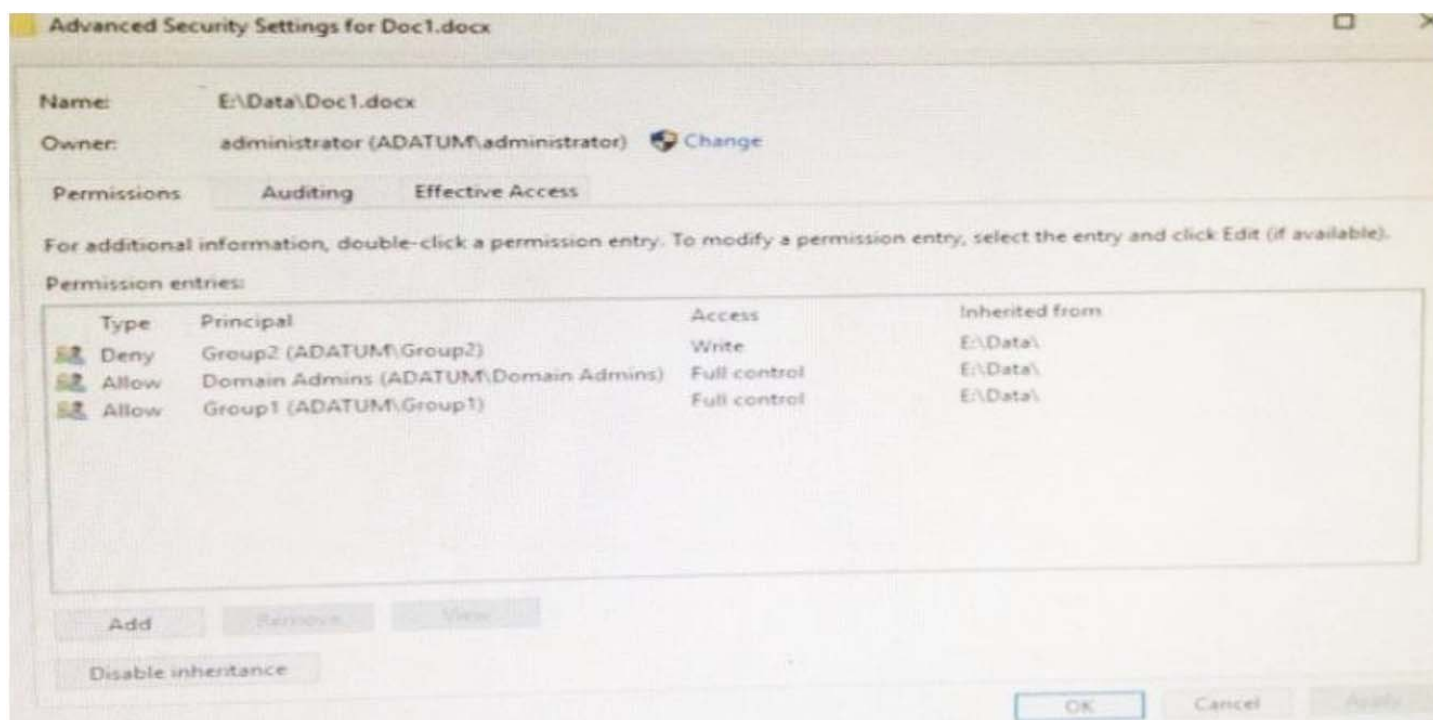 Advanced Security Settings for Doc1.docx
Name: E:\Data\Doc1.docx
Owner: administrator (ADATUM\administrator) Change
Permissions Auditing Effective Access
For additional information, double-click a permission entry. To modify a permission entry, select the entry and click Edit (if available).
Permission entries:
Type Principal Access Inherited from
Deny Group2 (ADATUM\Group2) Write E:\Data\
Allow Domain Admins (ADATUM\Domain Admins) Full control E:\Data\
Allow Group1 (ADATUM\Group1) Full control E:\Data\
Add Remove View
Disable inheritance
OK Cancel Apply